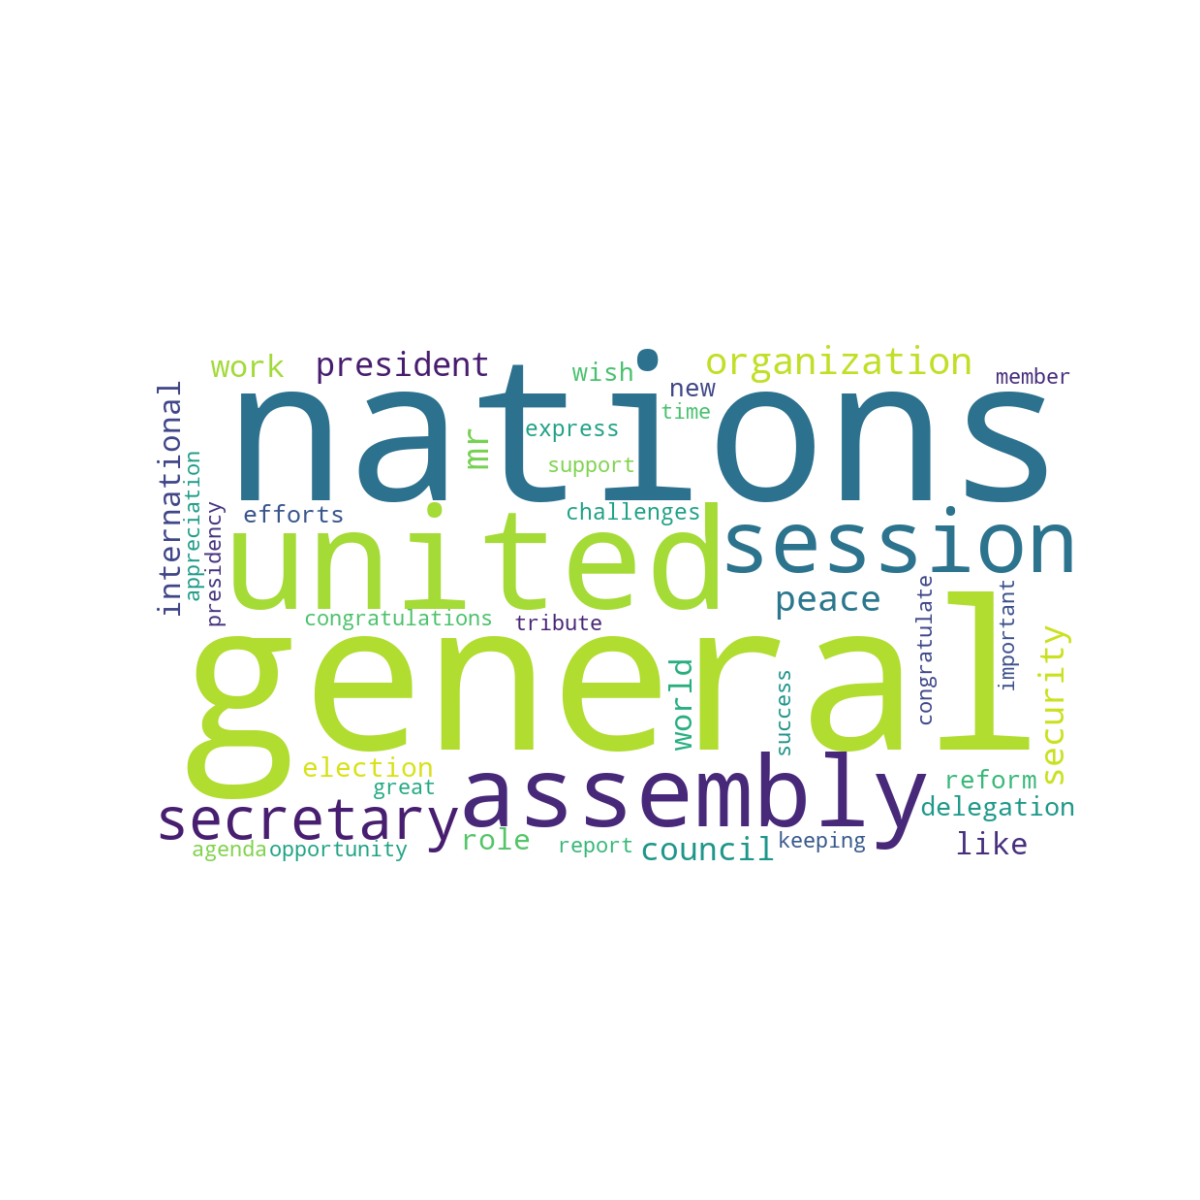 work
president
wish
organization
new
member
time
nations
international
mr
express
support
appreciation
presidency
efforts
united
challenges
session
peace
congratulations
tribute
congratulate
important
general
world
success
security
election
great
assembly
reform
secretary
delegation
role
agenda
opportunity
report
council
keeping
like